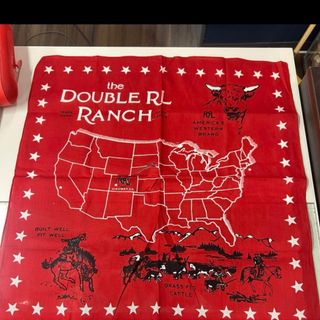 the
DOUBLE RL
RANCH
RRL
AMERICA'S
WESTERN
BRAND
BUILT WELL
FIT WELL
GRASS FED
CATTLE